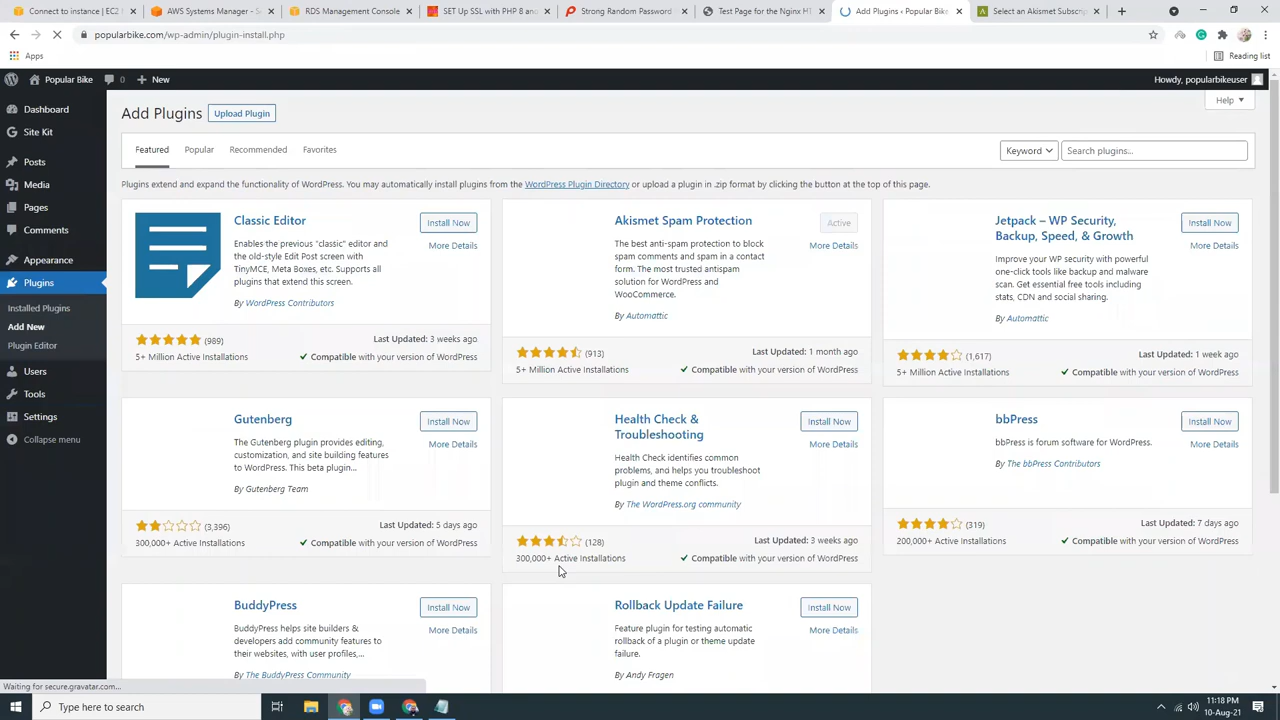 Connect to instance | EC2 M
AWS Systems Manager - S
RDS Management Console
SET Up SSL with PHP 8 and
Strong Random Password
Test Page for the Nginx HT
Add Plugins ‹ Popular Bike
Select an Akismet Subscrip
popularbike.com/wp-admin/plugin-install.php
Apps
Reading list
Popular Bike
0
New
Howdy, popularbikeuser
Dashboard
Site Kit
Posts
Media
Pages
Comments
Appearance
Plugins
Installed Plugins
Add New
Plugin Editor
Users
Tools
Settings
Collapse menu
Add Plugins
Upload Plugin
Help
Featured
Popular
Recommended
Favorites
Keyword
Search plugins...
Plugins extend and expand the functionality of WordPress. You may automatically install plugins from the WordPress Plugin Directory or upload a plugin in .zip format by clicking the button at the top of this page.
Classic Editor
Install Now
More Details
Enables the previous "classic" editor and
the old-style Edit Post screen with
TinyMCE, Meta Boxes, etc. Supports all
plugins that extend this screen.
By WordPress Contributors
(989)
Last Updated: 3 weeks ago
5+ Million Active Installations
Compatible with your version of WordPress
Akismet Spam Protection
Active
More Details
The best anti-spam protection to block
spam comments and spam in a contact
form. The most trusted antispam
solution for WordPress and
WooCommerce.
By Automattic
(913)
Last Updated: 1 month ago
5+ Million Active Installations
Compatible with your version of WordPress
Jetpack – WP Security,
Backup, Speed, & Growth
Install Now
More Details
Improve your WP security with powerful
one-click tools like backup and malware
scan. Get essential free tools including
stats, CDN and social sharing.
By Automattic
(1,617)
Last Updated: 1 week ago
5+ Million Active Installations
Compatible with your version of WordPress
Gutenberg
Install Now
More Details
The Gutenberg plugin provides editing,
customization, and site building features
to WordPress. This beta plugin...
By Gutenberg Team
(3,396)
Last Updated: 5 days ago
300,000+ Active Installations
Compatible with your version of WordPress
Health Check &
Troubleshooting
Install Now
More Details
Health Check identifies common
problems, and helps you troubleshoot
plugin and theme conflicts.
By The WordPress.org community
(128)
Last Updated: 3 weeks ago
300,000+ Active Installations
Compatible with your version of WordPress
bbPress
Install Now
More Details
bbPress is forum software for WordPress.
By The bbPress Contributors
(319)
Last Updated: 7 days ago
200,000+ Active Installations
Compatible with your version of WordPress
BuddyPress
Install Now
More Details
BuddyPress helps site builders &
developers add community features to
their websites, with user profiles,...
By The BuddyPress Community
Rollback Update Failure
Install Now
More Details
Feature plugin for testing automatic
rollback of a plugin or theme update
failure.
By Andy Fragen
Waiting for secure.gravatar.com...
Type here to search
11:18 PM
10-Aug-21